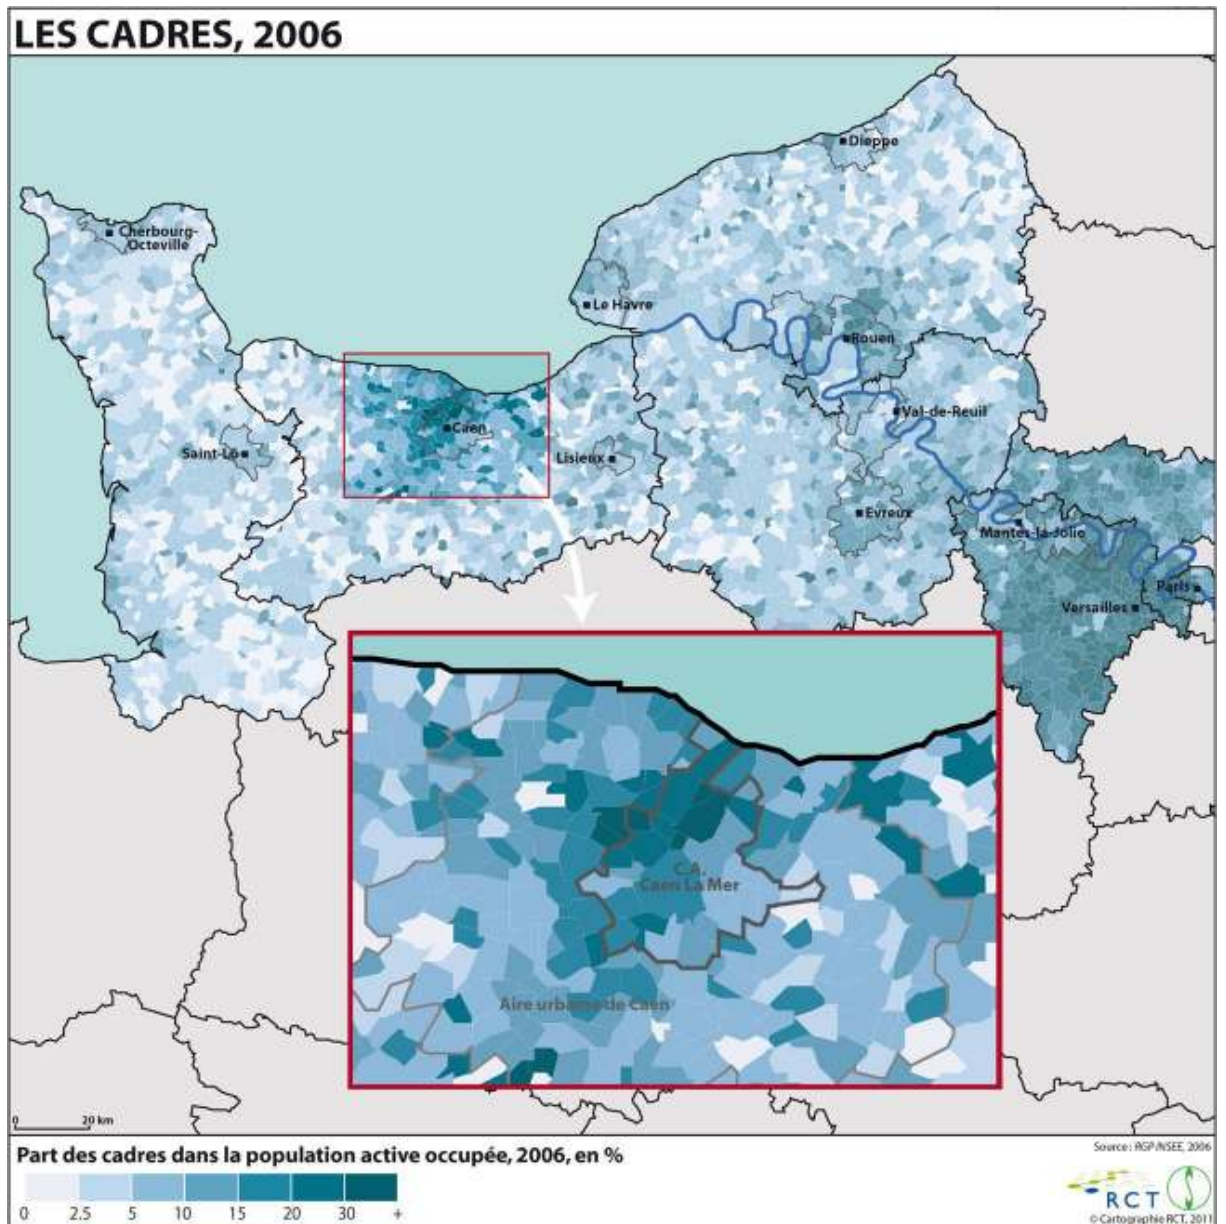 LES CADRES, 2006
Dieppe
Cherbourg-
Octeville
Le Havre
Rouen
Val-de-Reuil
Caen
Saint-Lô
Lisieux
Evreux
Mantes-la-Jolie
Paris
Versailles
C.A.
Caen La Mer
Aire urbaine de Caen
0 20 km
Part des cadres dans la population active occupée, 2006, en %
0 2.5 5 10 15 20 30 +
Source : RGP INSEE, 2006
RCT
© Cartographie RCT, 2011